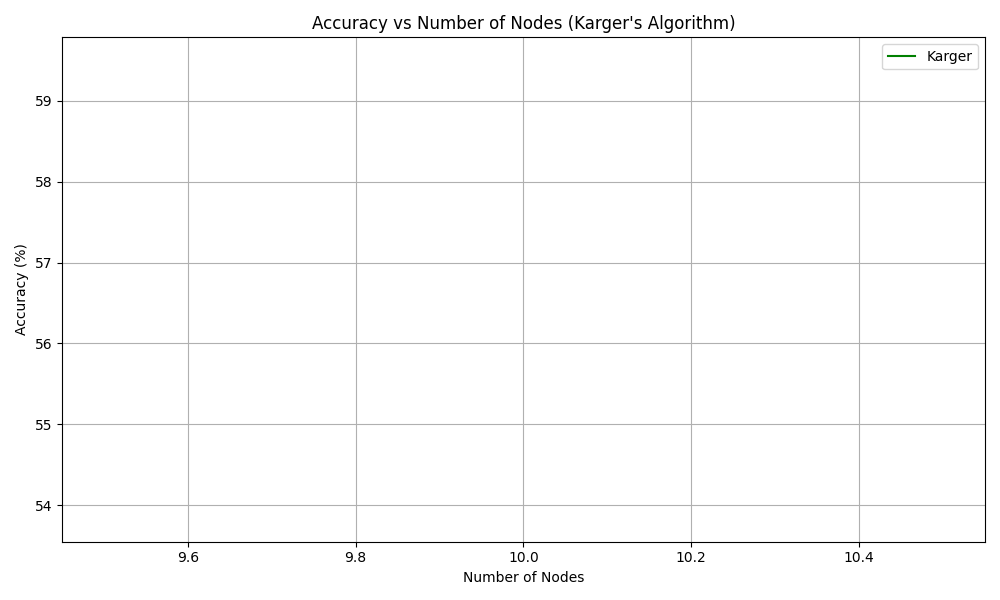 Accuracy vs Number of Nodes (Karger's Algorithm)
Karger
59
58
57
56
55
54
Accuracy (%)
9.6
9.8
10.0
10.2
10.4
Number of Nodes